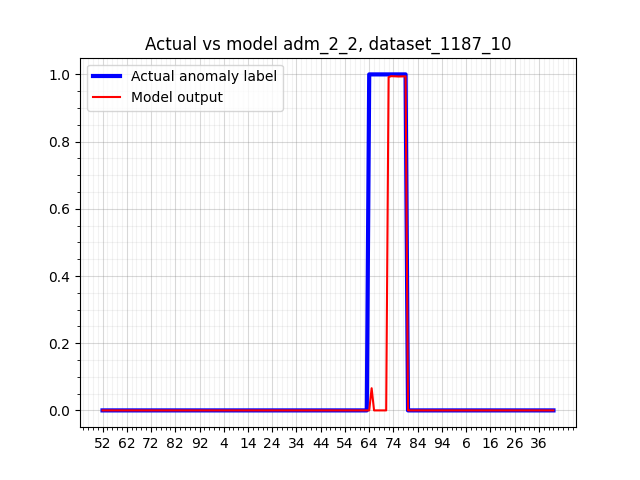 Actual vs model adm_2_2, dataset_1187_10
Actual anomaly label
Model output
1.0
0.8
0.6
0.4
0.2
0.0
52 62 72 82 92 4 14 24 34 44 54 64 74 84 94 6 16 26 36